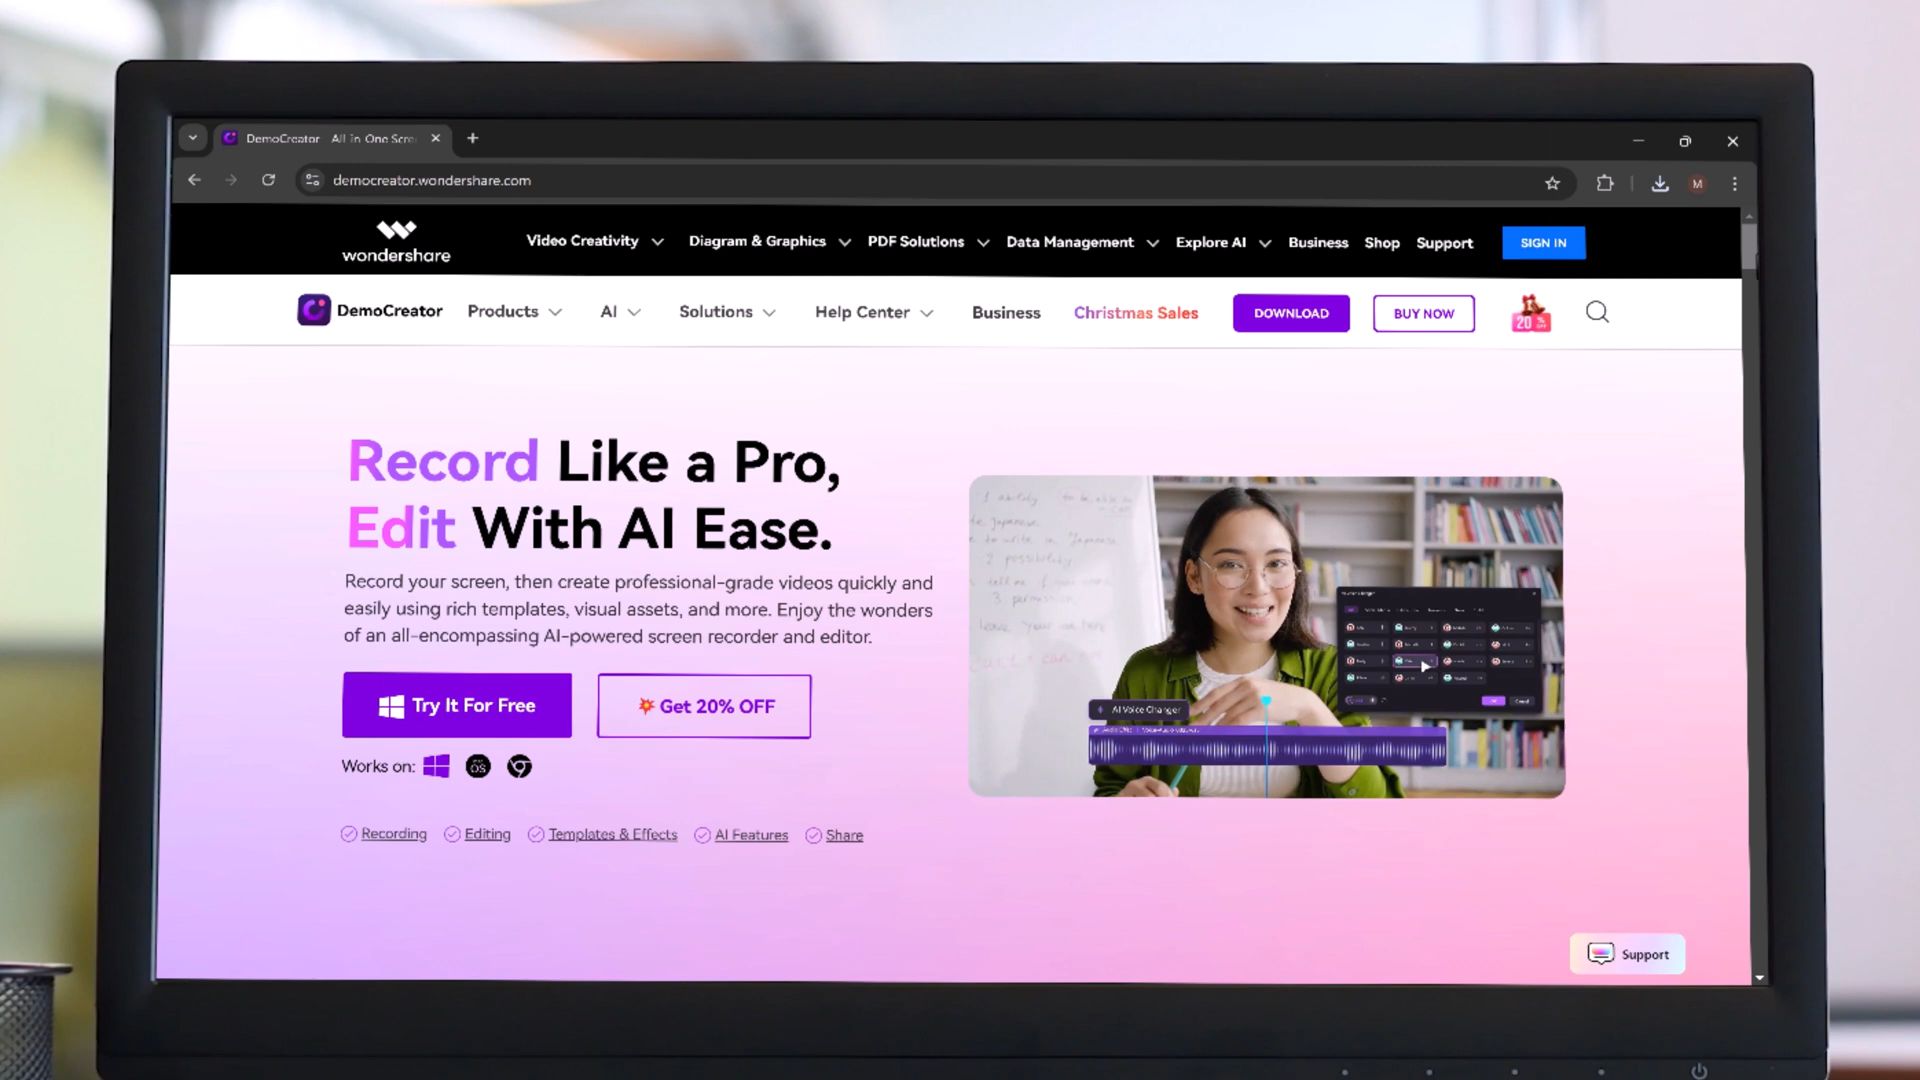 DemoCreator All-in-One Scre
democreator.wondershare.com
M
wondershare
Video Creativity
Diagram & Graphics
PDF Solutions
Data Management
Explore AI
Business
Shop
Support
SIGN IN
DemoCreator
Products
AI
Solutions
Help Center
Business
Christmas Sales
DOWNLOAD
BUY NOW
20 % OFF
Record Like a Pro,
Edit With AI Ease.
Record your screen, then create professional-grade videos quickly and
easily using rich templates, visual assets, and more. Enjoy the wonders
of an all-encompassing AI-powered screen recorder and editor.
Try It For Free
Get 20% OFF
Works on:
OS
Recording
Editing
Templates & Effects
AI Features
Share
AI Voice Changer
Support